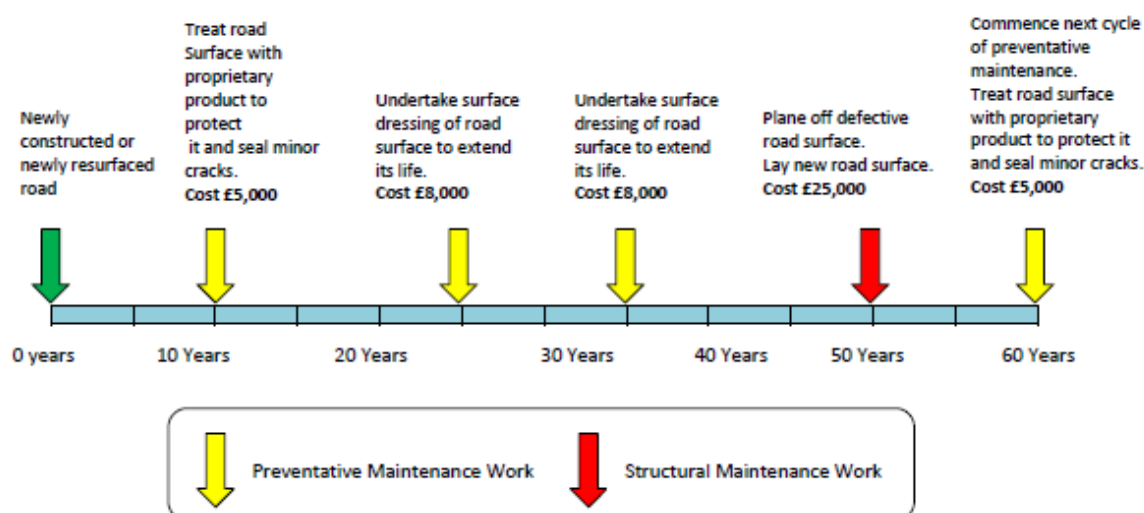 Newly
constructed or
newly resurfaced
road
Treat road
Surface with
proprietary
product to
protect
it and seal minor
cracks.
Cost £5,000
Undertake surface
dressing of road
surface to extend
its life.
Cost £8,000
Undertake surface
dressing of road
surface to extend
its life.
Cost £8,000
Plane off defective
road surface.
Lay new road surface.
Cost £25,000
Commence next cycle
of preventative
maintenance.
Treat road surface
with proprietary
product to protect it
and seal minor cracks.
Cost £5,000
0 years
10 Years
20 Years
30 Years
40 Years
50 Years
60 Years
Preventative Maintenance Work
Structural Maintenance Work